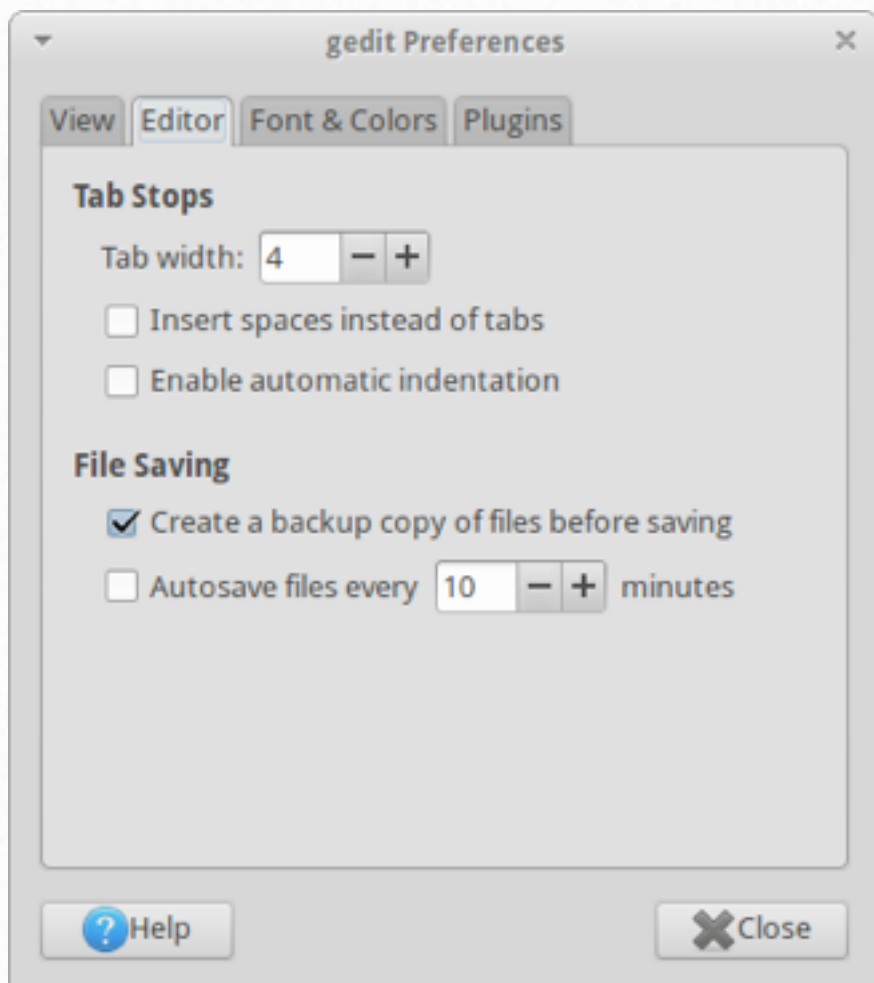 gedit Preferences
View Editor Font & Colors Plugins
Tab Stops
Tab width: 4
Insert spaces instead of tabs
Enable automatic indentation
File Saving
Create a backup copy of files before saving
Autosave files every 10 minutes
Help Close